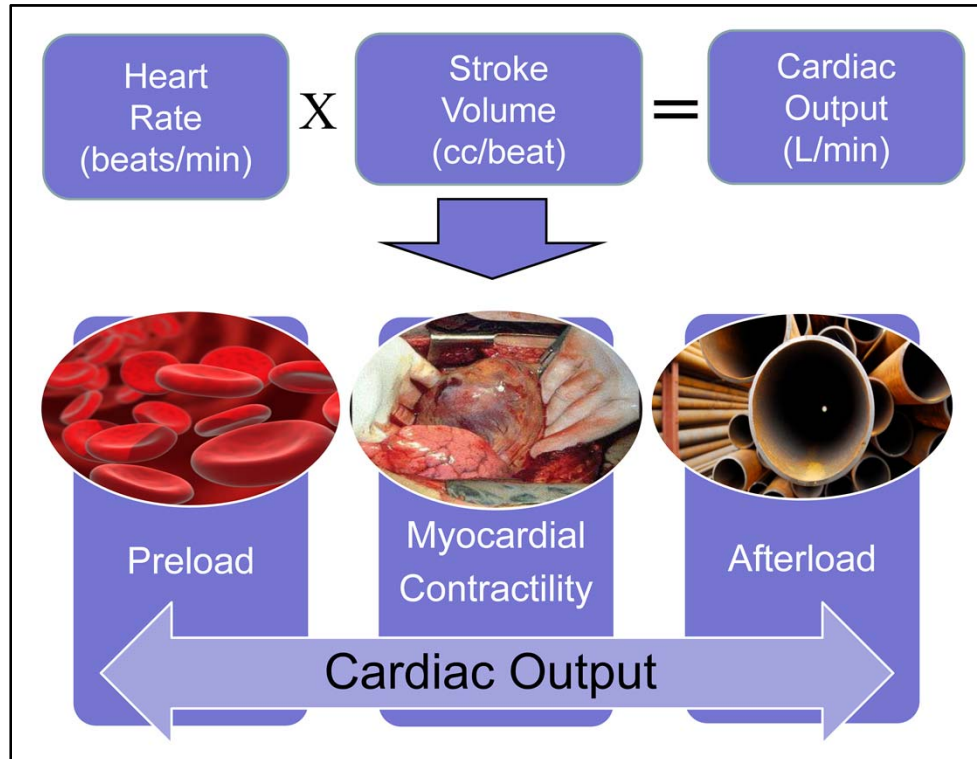 Heart
Rate
(beats/min)
X
Stroke
Volume
(cc/beat)
=
Cardiac
Output
(L/min)
Preload
Myocardial
Contractility
Afterload
Cardiac Output